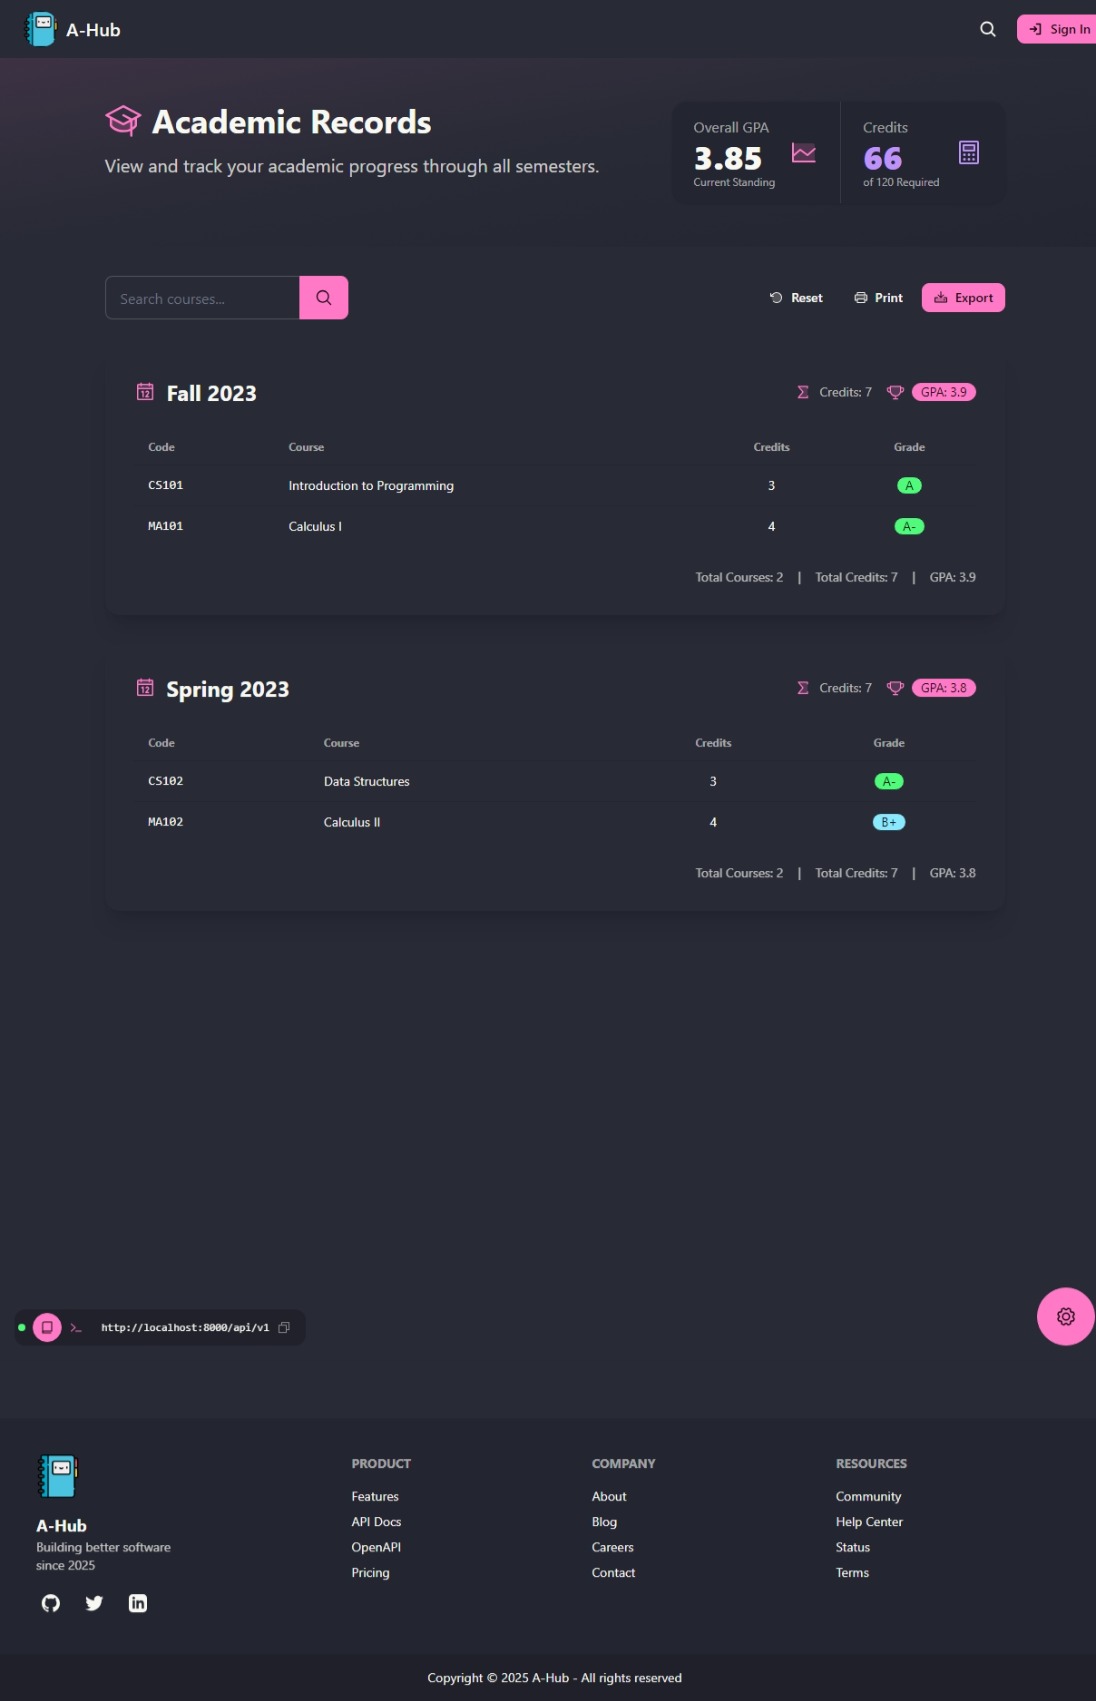 A-Hub
Sign In
Academic Records
View and track your academic progress through all semesters.
Overall GPA
3.85
Current Standing
Credits
66
of 120 Required
Search courses...
Reset
Print
Export
12 Fall 2023
Credits: 7
GPA: 3.9
Code Course Credits Grade
CS101 Introduction to Programming 3 A
MA101 Calculus I 4 A-
Total Courses: 2 | Total Credits: 7 | GPA: 3.9
12 Spring 2023
Credits: 7
GPA: 3.8
Code Course Credits Grade
CS102 Data Structures 3 A-
MA102 Calculus II 4 B+
Total Courses: 2 | Total Credits: 7 | GPA: 3.8
http://localhost:8000/api/v1
A-Hub
Building better software
since 2025
PRODUCT
Features
API Docs
OpenAPI
Pricing
COMPANY
About
Blog
Careers
Contact
RESOURCES
Community
Help Center
Status
Terms
Copyright © 2025 A-Hub - All rights reserved